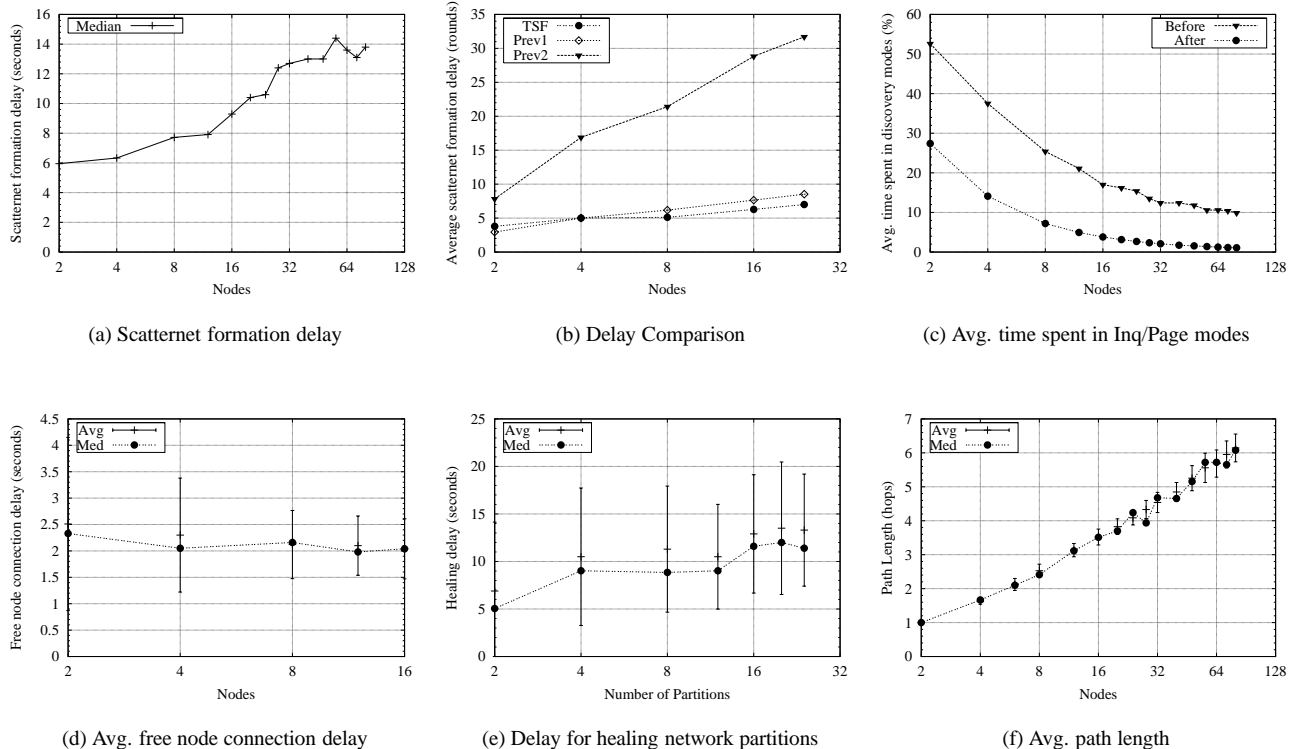 Scatternet formation delay (seconds)
16
14
12
10
8
6
4
2
0
Median
2 4 8 16 32 64 128
Nodes
(a) Scatternet formation delay
Average scatternet formation delay (rounds)
35
30
25
20
15
10
5
0
TSF
Prev1
Prev2
2 4 8 16 32
Nodes
(b) Delay Comparison
Avg. time spent in discovery modes (%)
60
50
40
30
20
10
0
Before
After
2 4 8 16 32 64 128
Nodes
(c) Avg. time spent in Inq/Page modes
Free node connection delay (seconds)
4.5
4
3.5
3
2.5
2
1.5
1
0.5
0
Avg
Med
2 4 8 16
Nodes
(d) Avg. free node connection delay
Healing delay (seconds)
25
20
15
10
5
0
Avg
Med
2 4 8 16 32
Number of Partitions
(e) Delay for healing network partitions
Path Length (hops)
7
6
5
4
3
2
1
0
Avg
Med
2 4 8 16 32 64 128
Nodes
(f) Avg. path length